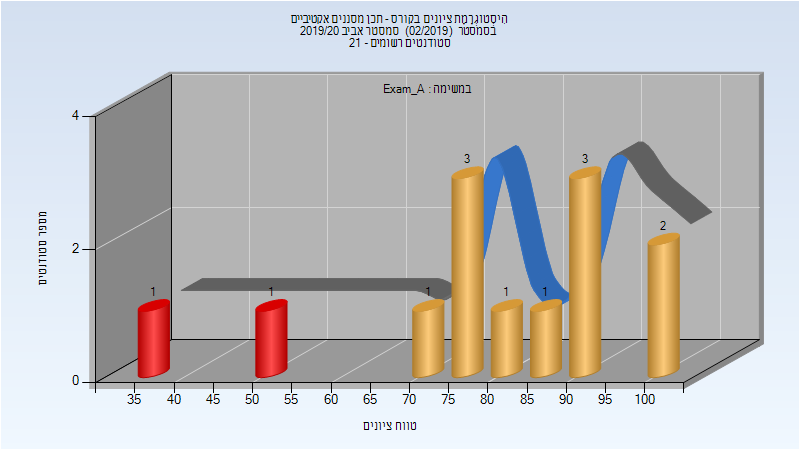 היסטוגרמת ציונים בקורס - תכן מסננים אקטיביים
בסמסטר (02/2019) סמסטר אביב 2019/20
סטודנטים רשומים - 21
במשימה : Exam_A
מספר סטודנטים
4
2
0
1
1
1
3
1
1
3
2
35 40 45 50 55 60 65 70 75 80 85 90 95 100
טווח ציונים